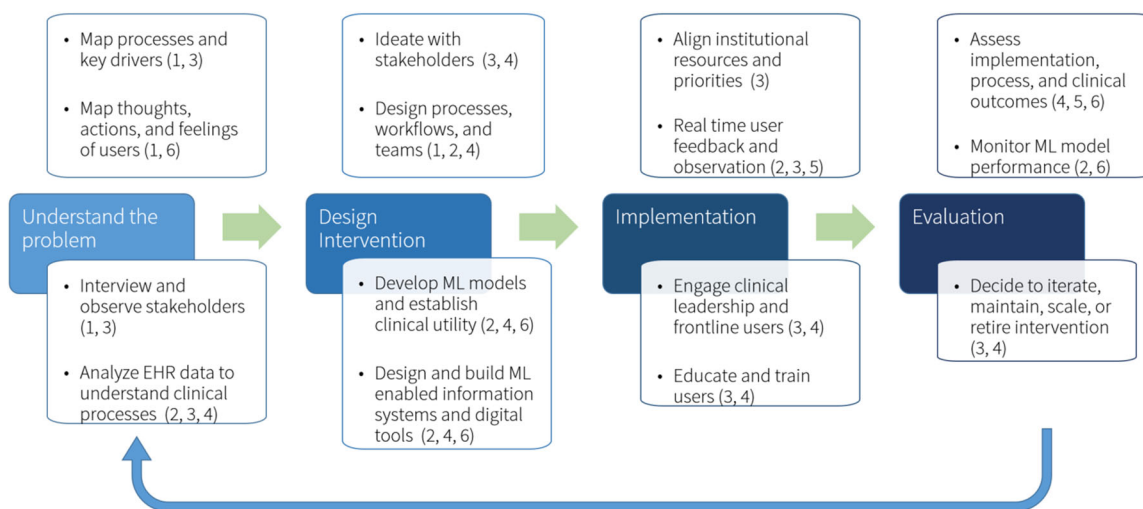 • Map processes and
key drivers (1, 3)
• Map thoughts,
actions, and feelings
of users (1, 6)
Understand the
problem
• Interview and
observe stakeholders
(1, 3)
• Analyze EHR data to
understand clinical
processes (2, 3, 4)
• Ideate with
stakeholders (3, 4)
• Design processes,
workflows, and
teams (1, 2, 4)
Design
Intervention
• Develop ML models
and establish
clinical utility (2, 4, 6)
• Design and build ML
enabled information
systems and digital
tools (2, 4, 6)
• Align institutional
resources and
priorities (3)
• Real time user
feedback and
observation (2, 3, 5)
Implementation
• Engage clinical
leadership and
frontline users (3, 4)
• Educate and train
users (3, 4)
• Assess
implementation,
process, and clinical
outcomes (4, 5, 6)
• Monitor ML model
performance (2, 6)
Evaluation
• Decide to iterate,
maintain, scale, or
retire intervention
(3, 4)